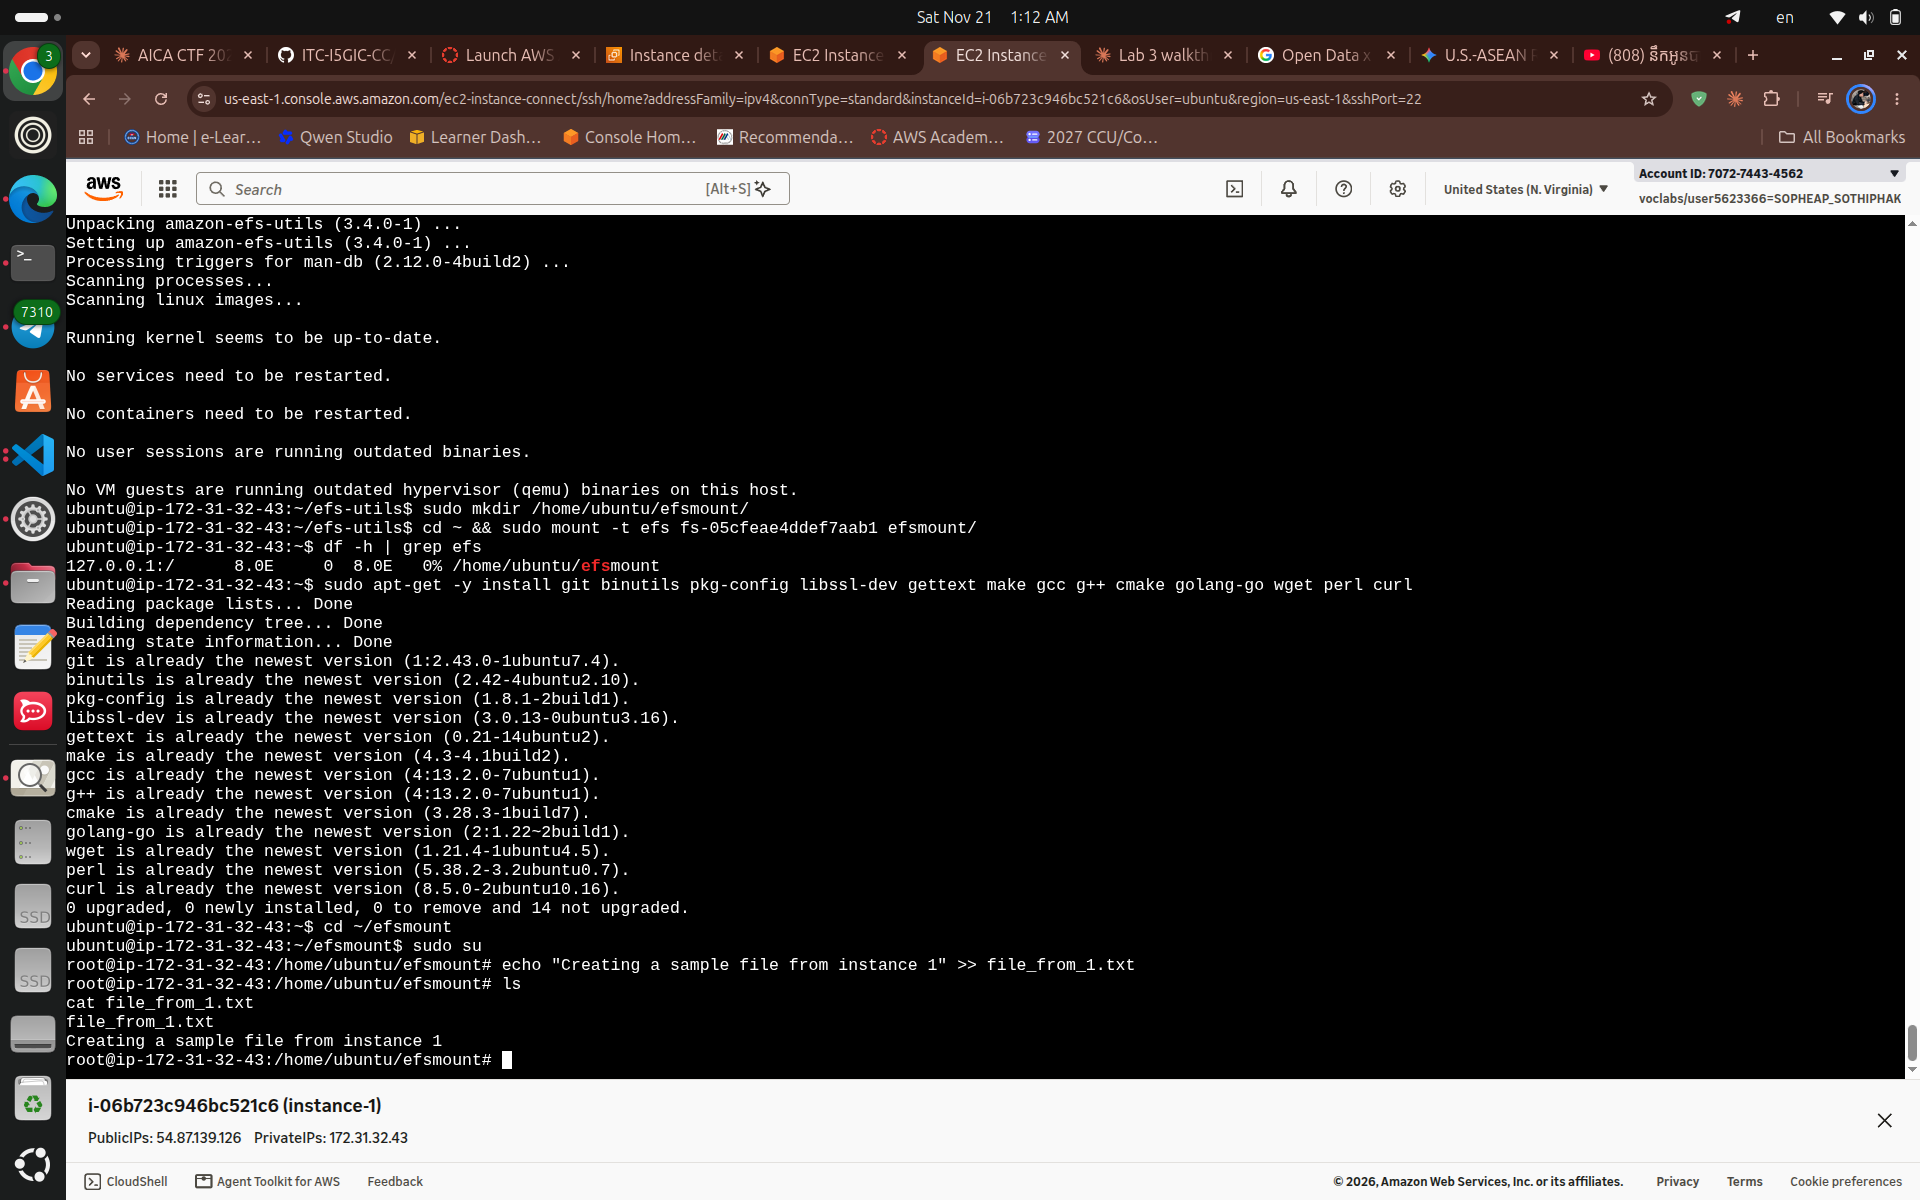 Sat Nov 21 1:12 AM
en
3
AICA CTF 202
ITC-I5GIC-CC
Launch AWS
Instance det
EC2 Instance
EC2 Instance
Lab 3 walkth
Open Data x
U.S.-ASEAN
(808)
us-east-1.console.aws.amazon.com/ec2-instance-connect/ssh/home?addressFamily=ipv4&connType=standard&instanceId=i-06b723c946bc521c6&osUser=ubuntu&region=us-east-1&sshPort=22
Home | e-Lear...
Qwen Studio
Learner Dash...
Console Hom...
Recommenda...
AWS Academ...
2027 CCU/Co...
All Bookmarks
aws
Search
[Alt+S]
United States (N. Virginia)
Account ID: 7072-7443-4562
voclabs/user5623366=SOPHEAP_SOTHIPHAK
7310
SSD
SSD
Unpacking amazon-efs-utils (3.4.0-1) ...
Setting up amazon-efs-utils (3.4.0-1) ...
Processing triggers for man-db (2.12.0-4build2) ...
Scanning processes...
Scanning linux images...
Running kernel seems to be up-to-date.
No services need to be restarted.
No containers need to be restarted.
No user sessions are running outdated binaries.
No VM guests are running outdated hypervisor (qemu) binaries on this host.
ubuntu@ip-172-31-32-43:~/efs-utils$ sudo mkdir /home/ubuntu/efsmount/
ubuntu@ip-172-31-32-43:~/efs-utils$ cd ~ && sudo mount -t efs fs-05cfeae4ddef7aab1 efsmount/
ubuntu@ip-172-31-32-43:~$ df -h | grep efs
127.0.0.1:/      8.0E     0  8.0E   0% /home/ubuntu/efsmount
ubuntu@ip-172-31-32-43:~$ sudo apt-get -y install git binutils pkg-config libssl-dev gettext make gcc g++ cmake golang-go wget perl curl
Reading package lists... Done
Building dependency tree... Done
Reading state information... Done
git is already the newest version (1:2.43.0-1ubuntu7.4).
binutils is already the newest version (2.42-4ubuntu2.10).
pkg-config is already the newest version (1.8.1-2build1).
libssl-dev is already the newest version (3.0.13-0ubuntu3.16).
gettext is already the newest version (0.21-14ubuntu2).
make is already the newest version (4.3-4.1build2).
gcc is already the newest version (4:13.2.0-7ubuntu1).
g++ is already the newest version (4:13.2.0-7ubuntu1).
cmake is already the newest version (3.28.3-1build7).
golang-go is already the newest version (2:1.22~2build1).
wget is already the newest version (1.21.4-1ubuntu4.5).
perl is already the newest version (5.38.2-3.2ubuntu0.7).
curl is already the newest version (8.5.0-2ubuntu10.16).
0 upgraded, 0 newly installed, 0 to remove and 14 not upgraded.
ubuntu@ip-172-31-32-43:~$ cd ~/efsmount
ubuntu@ip-172-31-32-43:~/efsmount$ sudo su
root@ip-172-31-32-43:/home/ubuntu/efsmount# echo "Creating a sample file from instance 1" >> file_from_1.txt
root@ip-172-31-32-43:/home/ubuntu/efsmount# ls
cat file_from_1.txt
file_from_1.txt
Creating a sample file from instance 1
root@ip-172-31-32-43:/home/ubuntu/efsmount#
i-06b723c946bc521c6 (instance-1)
PublicIPs: 54.87.139.126 PrivateIPs: 172.31.32.43
CloudShell
Agent Toolkit for AWS
Feedback
© 2026, Amazon Web Services, Inc. or its affiliates.
Privacy
Terms
Cookie preferences